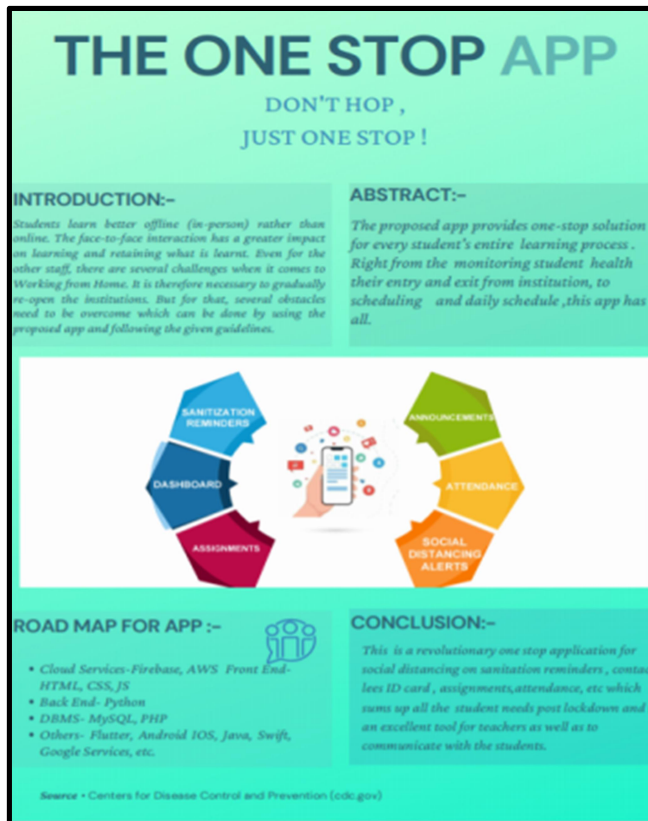 THE ONE STOP APP
DON'T HOP ,
JUST ONE STOP !
INTRODUCTION:-
Students learn better offline (in-person) rather than
online. The face-to-face interaction has a greater impact
on learning and retaining what is learnt. Even for the
other staff, there are several challenges when it comes to
Working from Home. It is therefore necessary to gradually
re-open the institutions. But for that, several obstacles
need to be overcome which can be done by using the
proposed app and following the given guidelines.
ABSTRACT:-
The proposed app provides one-stop solution
for every student's entire learning process .
Right from the monitoring student health
their entry and exit from institution, to
scheduling and daily schedule ,this app has
all.
SANITIZATION
REMINDERS
DASHBOARD
ASSIGNMENTS
ANNOUNCEMENTS
ATTENDANCE
SOCIAL
DISTANCING
ALERTS
ROAD MAP FOR APP :-
• Cloud Services-Firebase, AWS Front End-
HTML, CSS, JS
• Back End- Python
• DBMS- MySQL, PHP
• Others- Flutter, Android IOS, Java, Swift,
Google Services, etc.
CONCLUSION:-
This is a revolutionary one stop application for
social distancing on sanitation reminders , contac
lees ID card , assignments,attendance, etc which
sums up all the student needs post lockdown and
an excellent tool for teachers as well as to
communicate with the students.
Source • Centers for Disease Control and Prevention (cdc.gov)